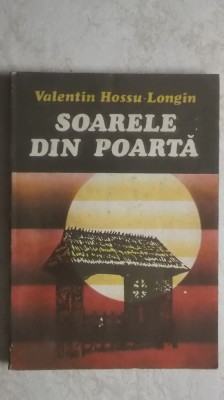 Valentin Hossu-Longin
SOARELE
DIN POARTĂ